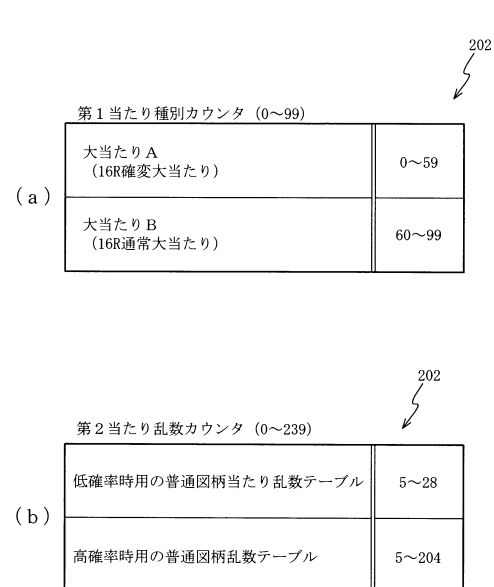 202
第1当たり種別カウンタ（0～99）
(a)
大当たりA
（16R確変大当たり）
0～59
大当たりB
（16R通常大当たり）
60～99
202
第2当たり乱数カウンタ（0～239）
(b)
低確率時用の普通図柄当たり乱数テーブル
5～28
高確率時用の普通図柄乱数テーブル
5～204